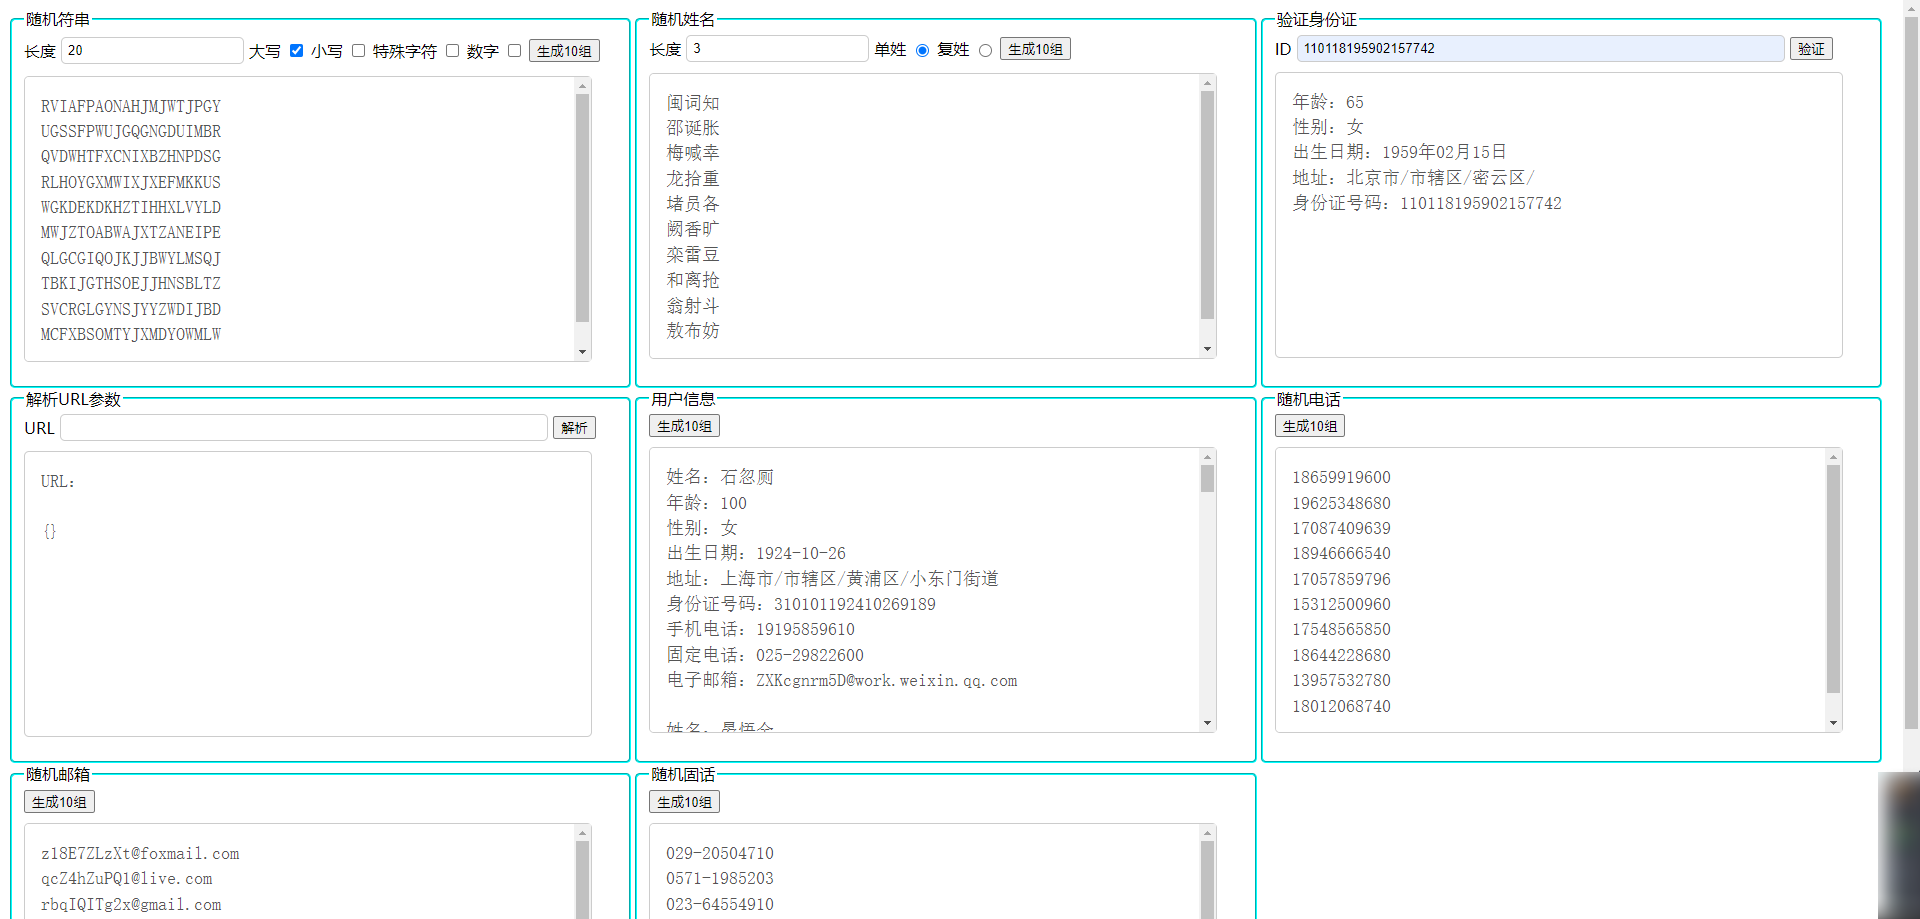 随机符串
长度 20 大写 小写 特殊字符 数字 生成10组
RVIAFPAONAHJMJWTJPGY
UGSSFPWUJGQGNGDUIMBR
QVDWHTFXCNIXBZHNPDSG
RLHOYGXMWIXJXEFMKKUS
WGKDEKDKHZTIHHXLVYLD
MWJZTOABWAJXTZANEIPE
QLGCGIQOJKJJBWYLMSQJ
TBKIJGTHSOEJJHNSBLTZ
SVCRGLGYNSJYYZWDIJBD
MCFXBSOMTYJXMDYOWMLW
随机姓名
长度 3 单姓 复姓 生成10组
闽词知
邵诞胀
梅喊幸
龙拾重
堵员各
阙香旷
栾雷豆
和离抢
翁射斗
敖布妨
验证身份证
ID 110118195902157742 验证
年龄：65
性别：女
出生日期：1959年02月15日
地址：北京市/市辖区/密云区/
身份证号码：110118195902157742
解析URL参数
URL 解析
URL：
{}
用户信息
生成10组
姓名：石忽厕
年龄：100
性别：女
出生日期：1924-10-26
地址：上海市/市辖区/黄浦区/小东门街道
身份证号码：310101192410269189
手机电话：19195859610
固定电话：025-29822600
电子邮箱：ZXKcgnrm5D@work.weixin.qq.com
姓名：
随机电话
生成10组
18659919600
19625348680
17087409639
18946666540
17057859796
15312500960
17548565850
18644228680
13957532780
18012068740
随机邮箱
生成10组
z18E7ZLzXt@foxmail.com
qcZ4hZuPQ1@live.com
rbqIQITg2x@gmail.com
随机固话
生成10组
029-20504710
0571-1985203
023-64554910